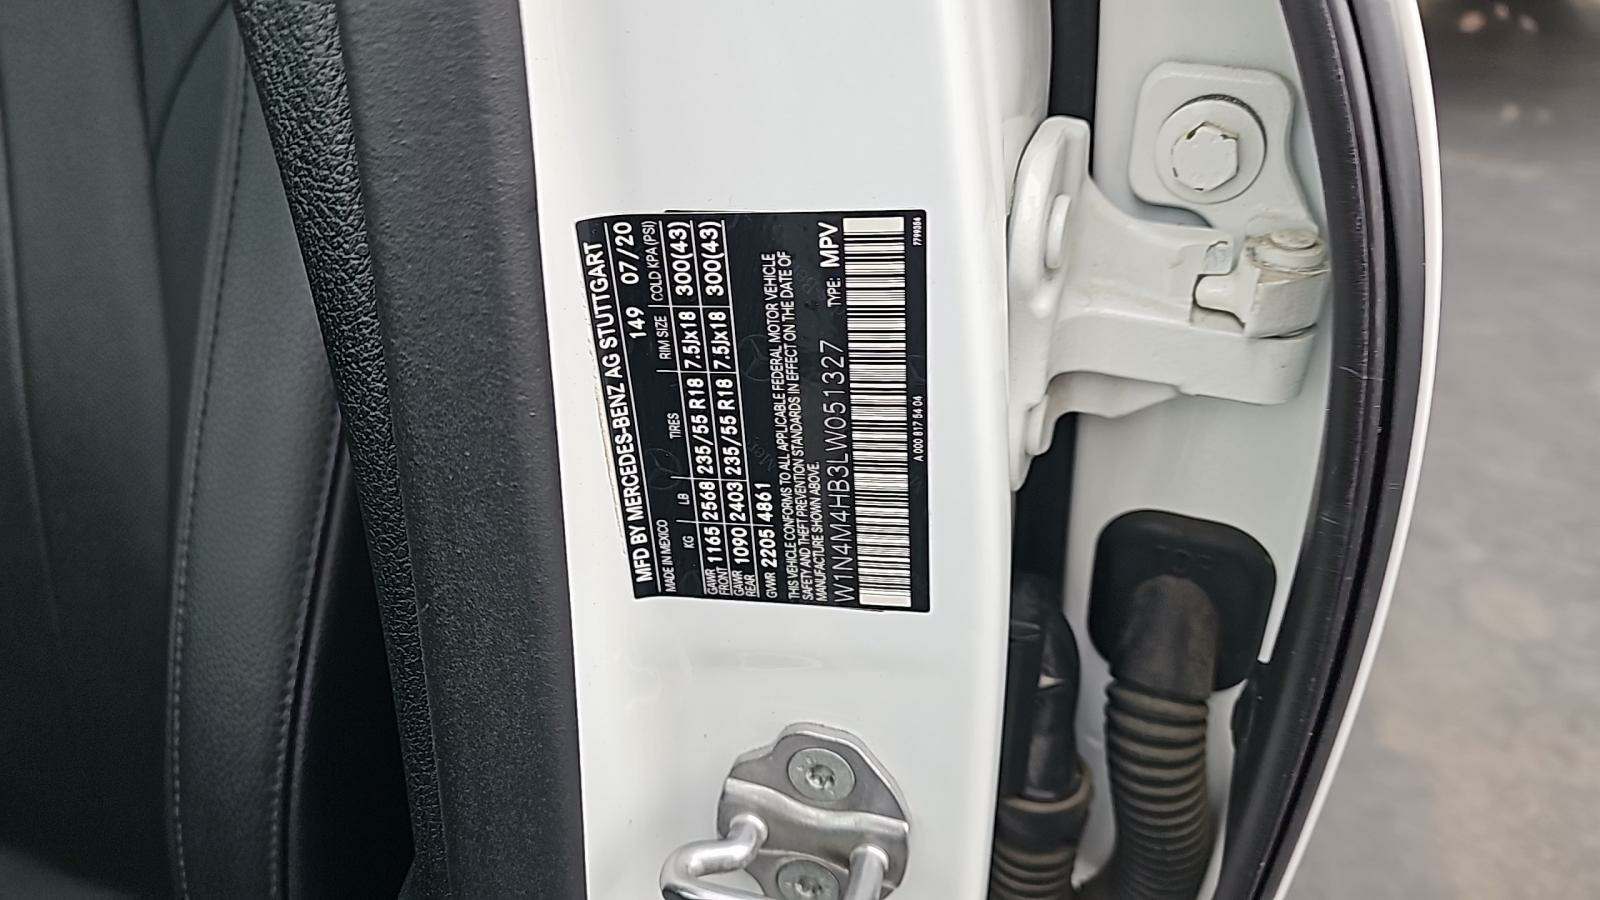 MFD BY MERCEDES-BENZ AG STUTTGART
MADE IN MEXICO 149 07/20
KG LB TIRES RIM SIZE COLD KPA (PSI)
GAWR FRONT 1165 2568 235/55 R18 7.5Jx18 300(43)
GAWR REAR 1090 2403 235/55 R18 7.5Jx18 300(43)
GVWR 2205 4861
THIS VEHICLE CONFORMS TO ALL APPLICABLE FEDERAL MOTOR VEHICLE
SAFETY AND THEFT PREVENTION STANDARDS IN EFFECT ON THE DATE OF
MANUFACTURE SHOWN ABOVE.
W1N4M4HB3LW051327 TYPE: MPV
A 000 817 54 04 7799356